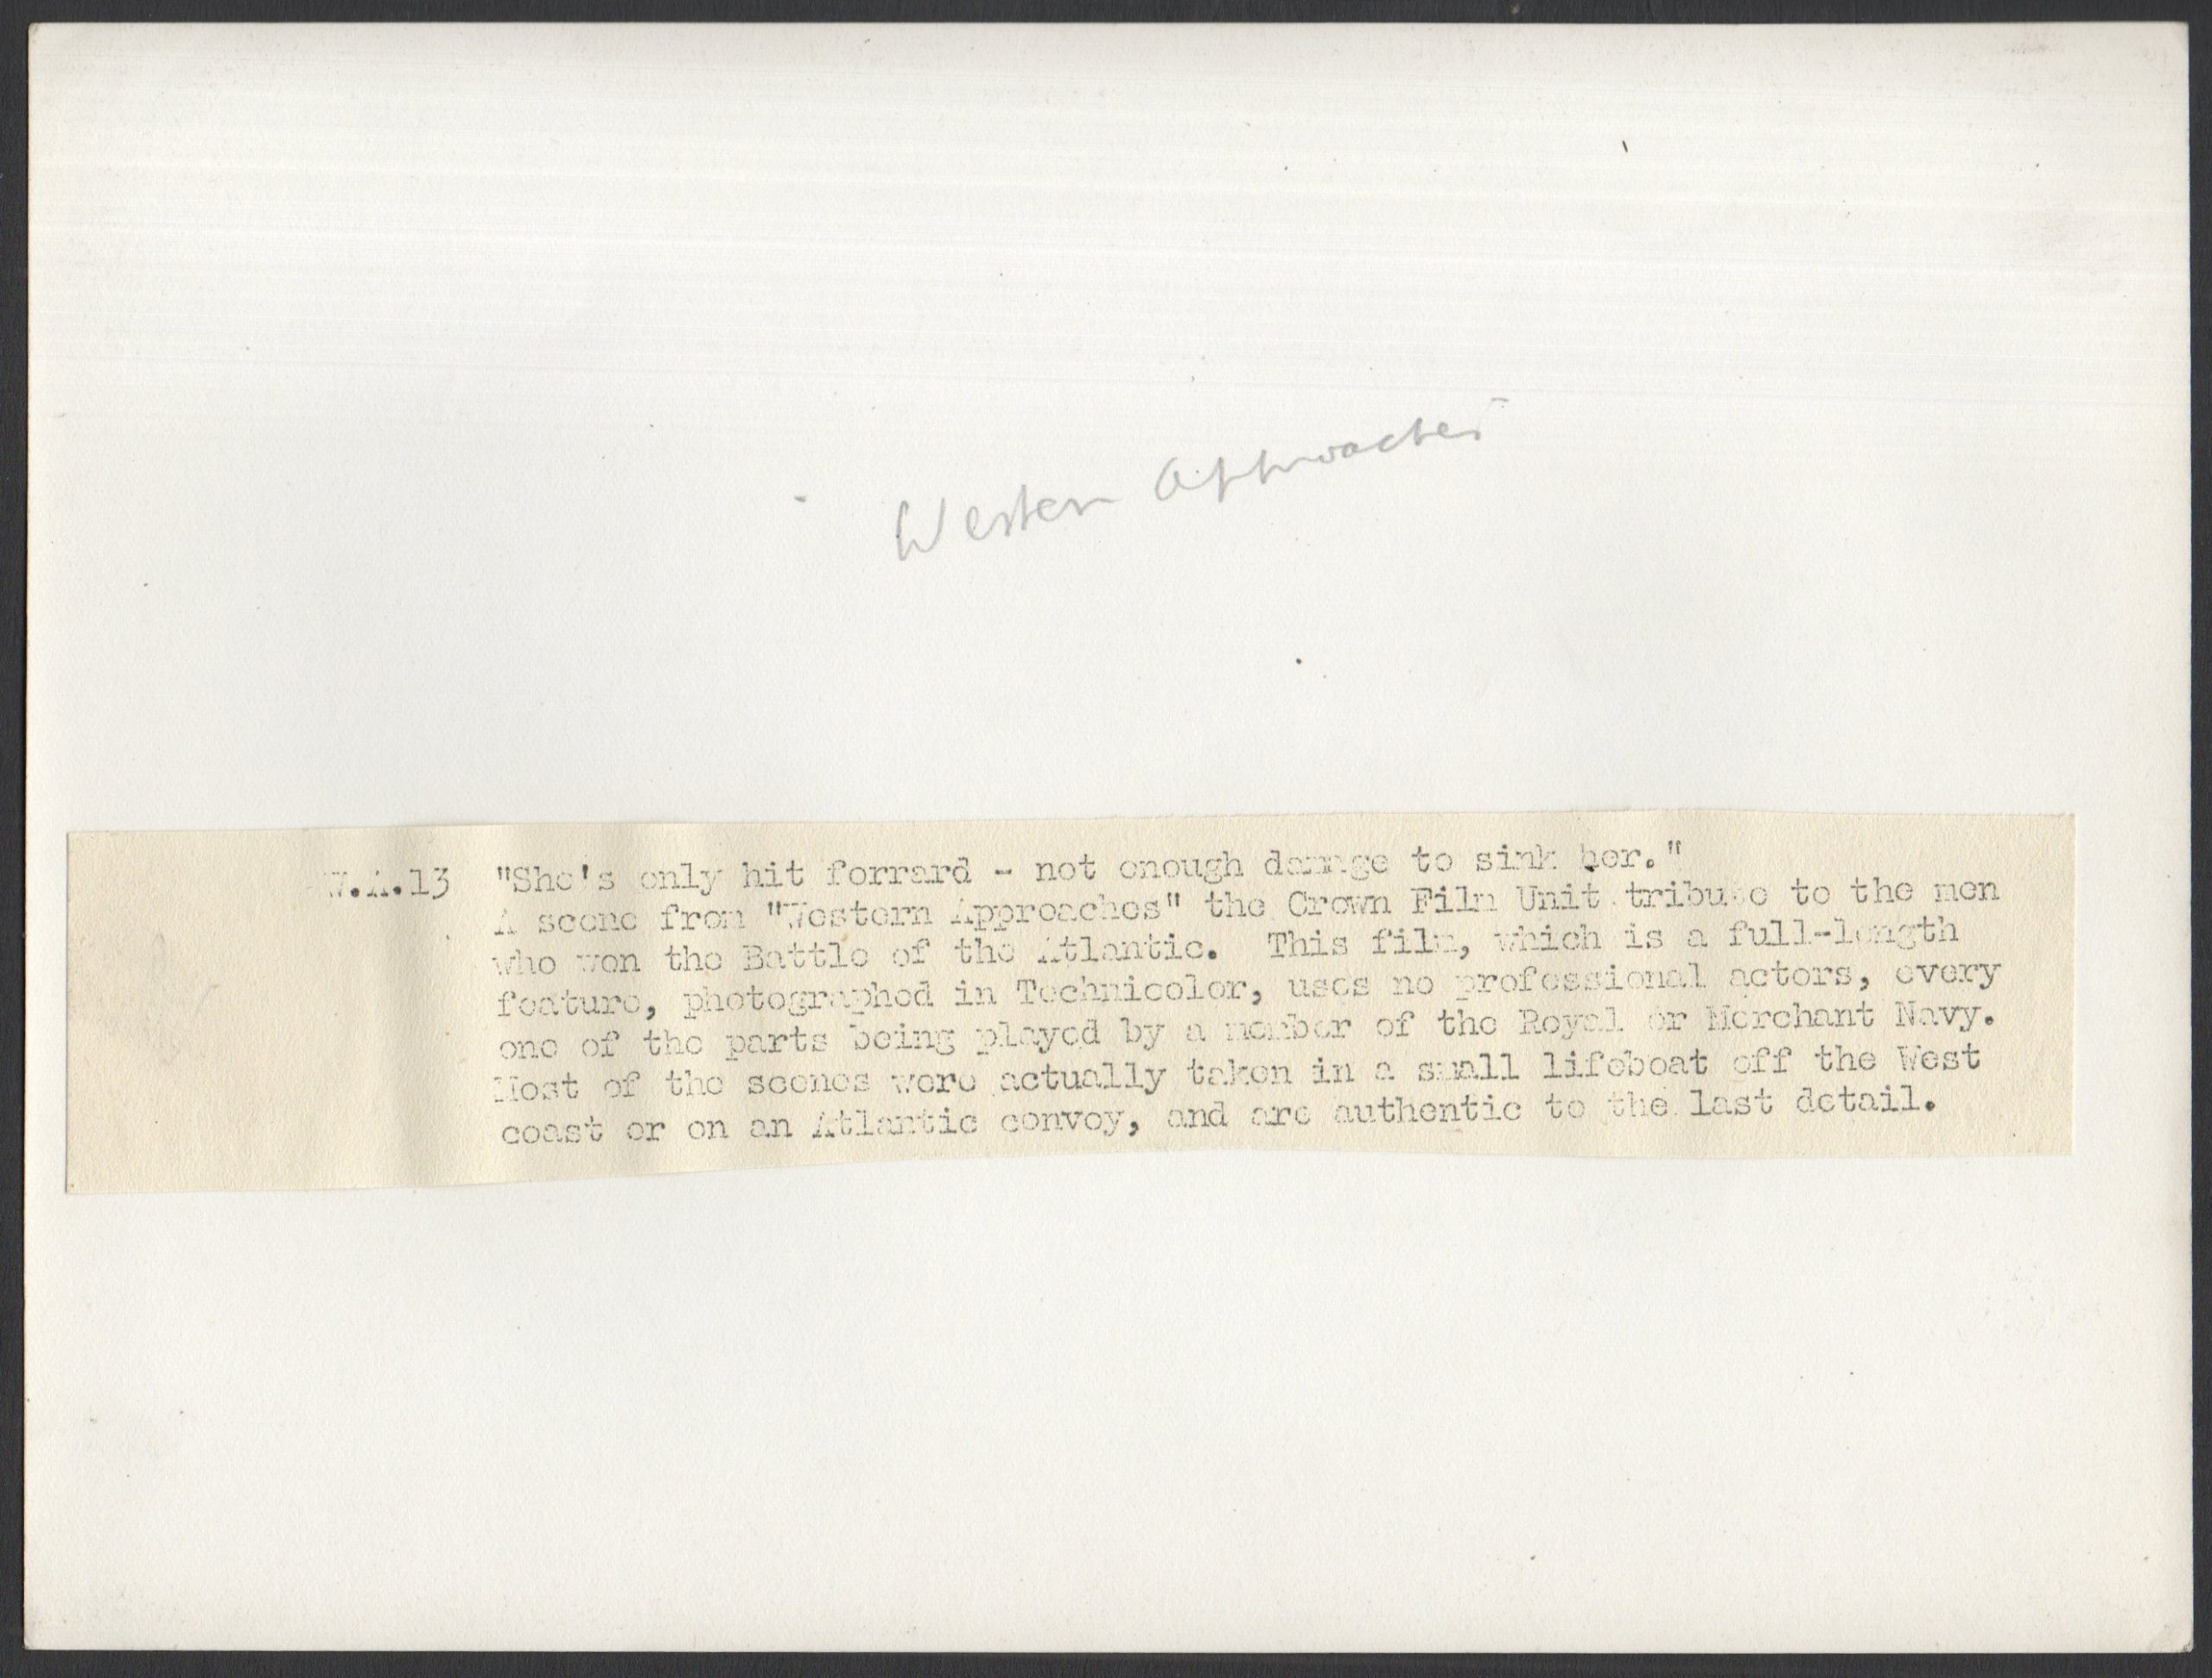 Western Approaches
W.A.13 "She's only hit forrard - not enough damage to sink her."
A scene from "Western Approaches" the Crown Film Unit tribute to the men
who won the Battle of the Atlantic. This film, which is a full-length
feature, photographed in Technicolor, uses no professional actors, every
one of the parts being played by a member of the Royal or Merchant Navy.
Most of the scenes were actually taken in a small lifeboat off the West
coast or on an Atlantic convoy, and are authentic to the last detail.